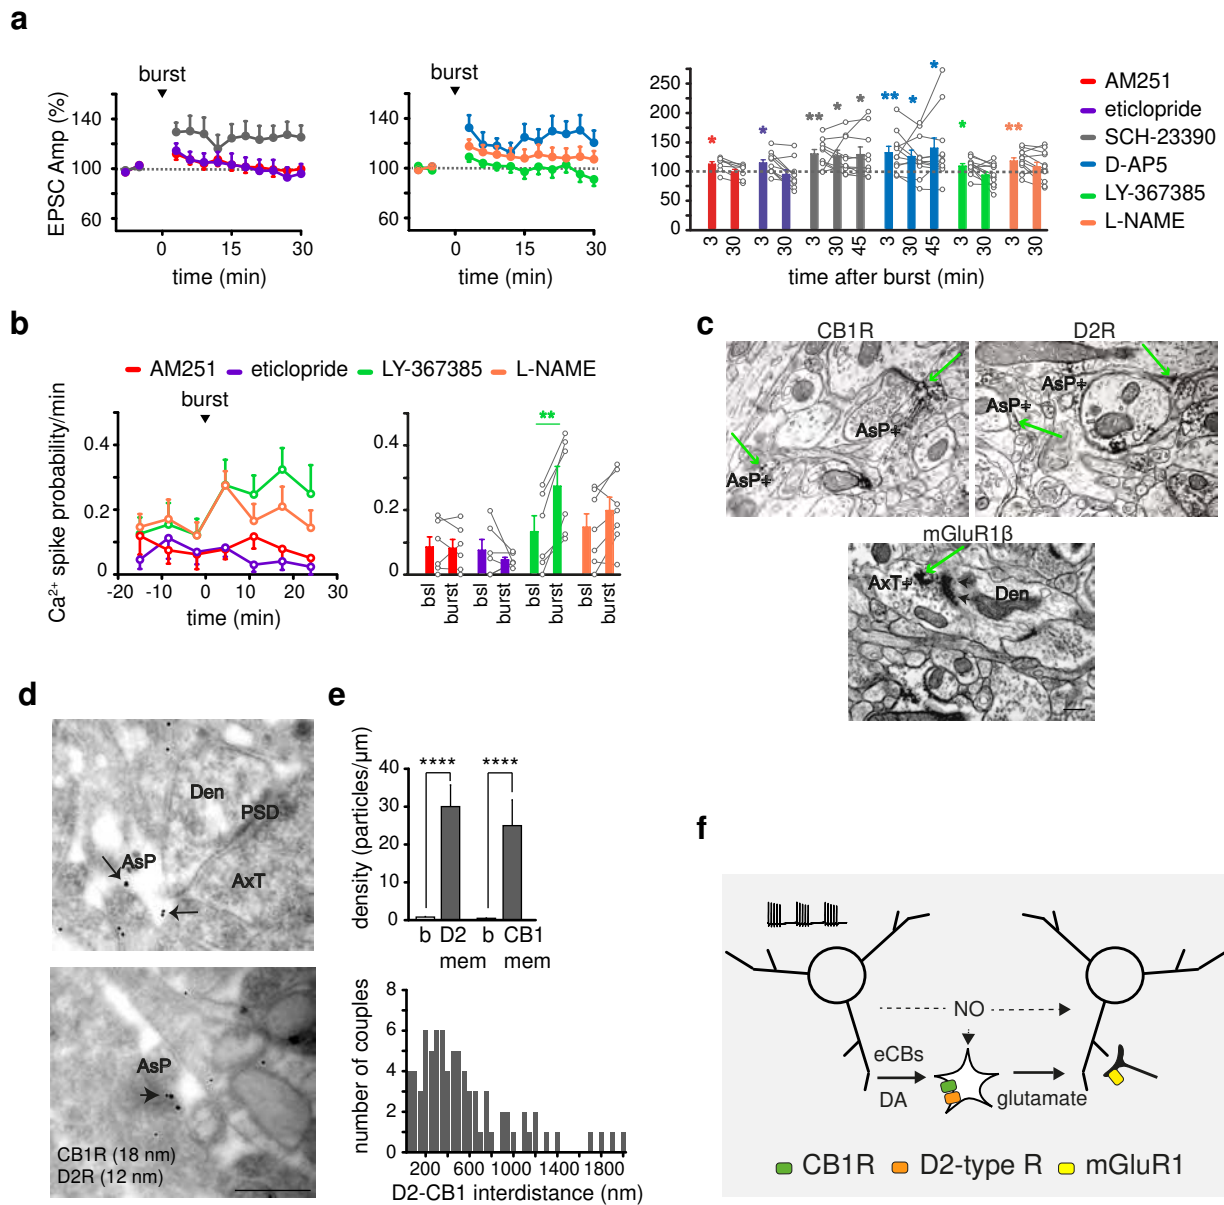 a
burst
EPSC Amp (%)
140
100
60
0
15
30
time (min)
burst
140
100
60
0
15
30
time (min)
250
200
150
100
50
0
3
30
3
30
3
30
45
3
30
45
3
30
3
30
time after burst (min)
* * ** * * ** * * * **
AM251
eticlopride
SCH-23390
D-AP5
LY-367385
L-NAME
b
AM251 eticlopride LY-367385 L-NAME
burst
Ca²⁺ spike probability/min
0.4
0.2
0
-20 -10 0 10 20 30
time (min)
0.4
0.2
0
**
bsl
burst
bsl
burst
bsl
burst
bsl
burst
c
CB1R
AsP+
AsP+
D2R
AsP+
AsP+
mGluR1β
AxT+
Den
d
Den
PSD
AsP
AxT
AsP
CB1R (18 nm)
D2R (12 nm)
e
density (particles/μm)
40
30
20
10
0
**** ****
b D2 b CB1
mem mem
number of couples
8
6
4
2
0
200 600 1000 1400 1800
D2-CB1 interdistance (nm)
f
NO
eCBs
DA
glutamate
CB1R D2-type R mGluR1